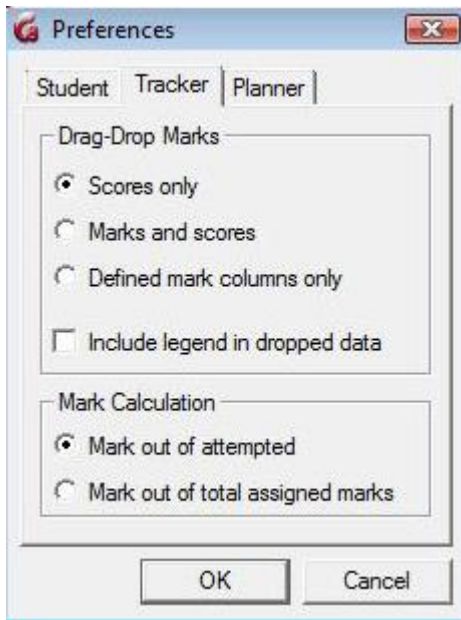 Preferences
Student Tracker Planner
Drag-Drop Marks
Scores only
Marks and scores
Defined mark columns only
Include legend in dropped data
Mark Calculation
Mark out of attempted
Mark out of total assigned marks
OK Cancel